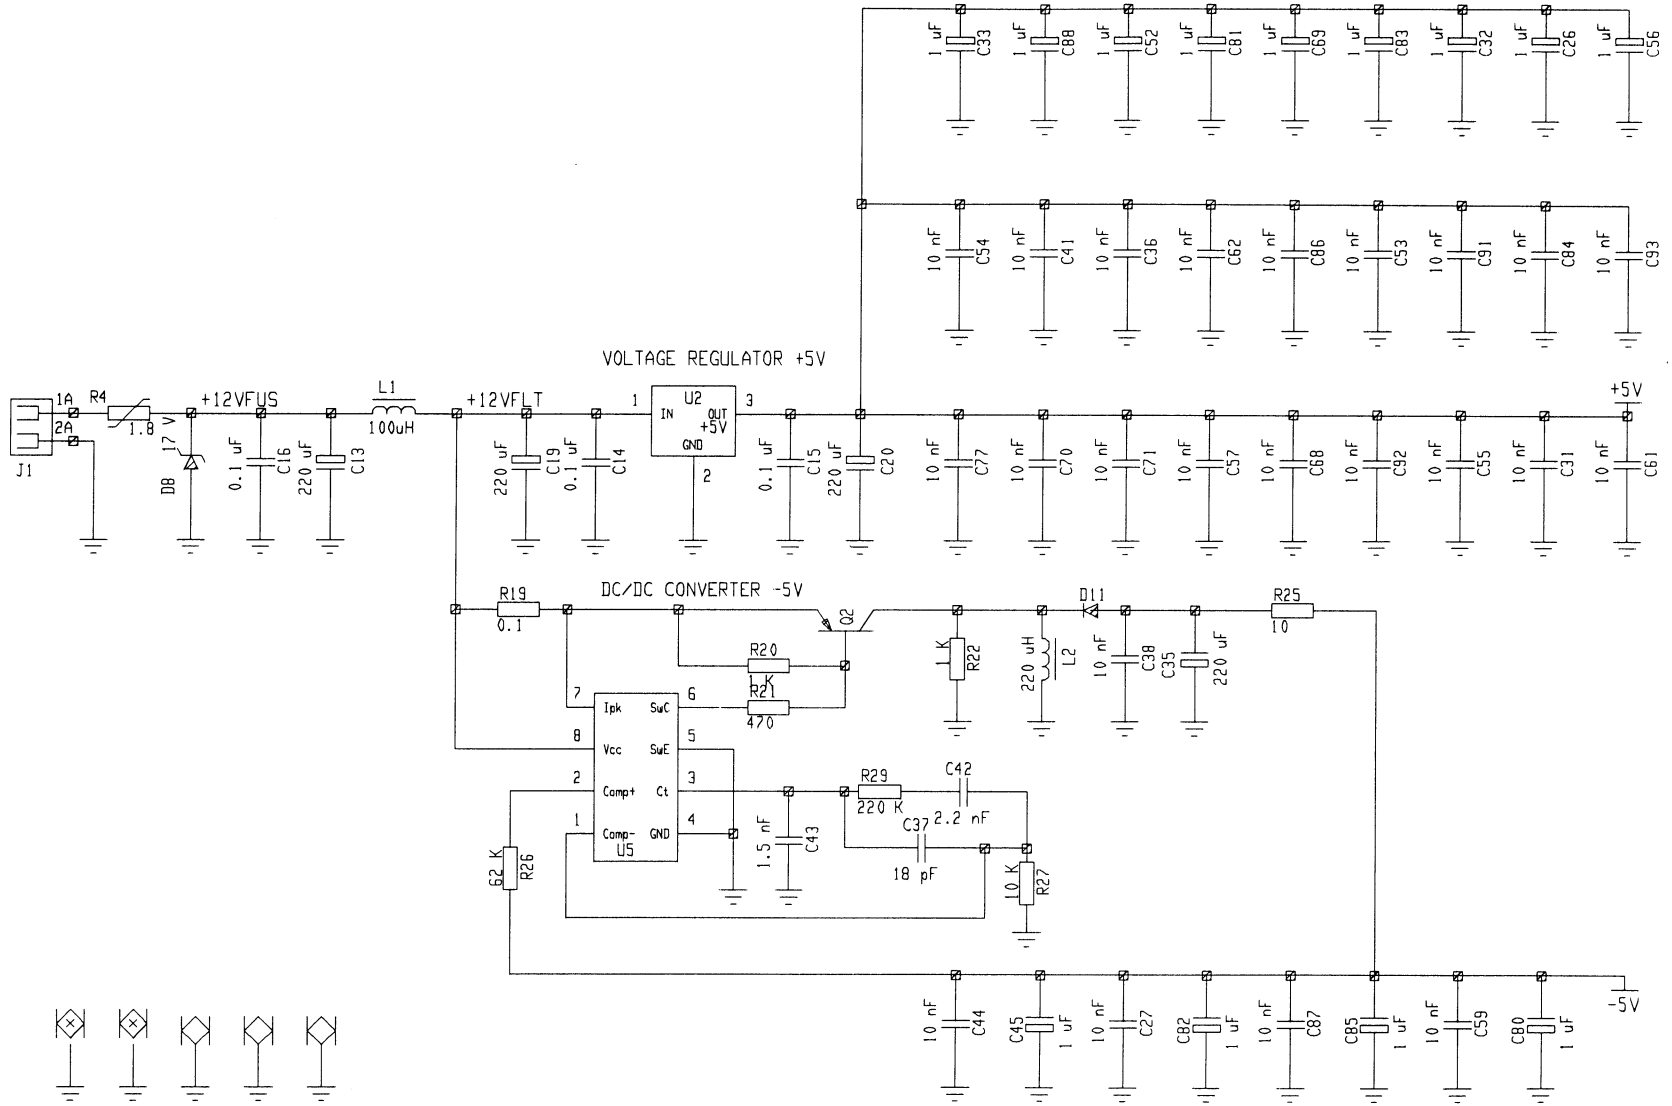 1 uF C33 1 uF C88 1 uF C52 1 uF C81 1 uF C69 1 uF C83 1 uF C32 1 uF C26 1 uF C56
10 nF C54 10 nF C41 10 nF C36 10 nF C62 10 nF C86 10 nF C53 10 nF C91 10 nF C84 10 nF C93
VOLTAGE REGULATOR +5V
J1 1A 2A
R4 1.8
+12VFUS
17 V D8
0.1 uF C16
220 uF C13
L1 100uH
+12VFLT
220 uF C19
0.1 uF C14
1 U2 3
IN OUT
+5V
GND
2
0.1 uF C15
220 uF C20
10 nF C77 10 nF C70 10 nF C71 10 nF C57 10 nF C68 10 nF C92 10 nF C55 10 nF C31 10 nF C61
+5V
DC/DC CONVERTER -5V
R19
0.1
Q2
R20
1 K
R21
470
1 K R22
220 uH L2
D11
10 nF C38
C35 220 uF
R25
10
7 Ipk SwC 6
8 Vcc SwE 5
2 Comp+ Ct 3
1 Comp- GND 4
U5
62 K R26
1.5 nF C43
R29
220 K
C42
2.2 nF
C37
18 pF
10 K R27
10 nF C44 C45 1 uF 10 nF C27 C82 1 uF 10 nF C87 C85 1 uF 10 nF C59 C80 1 uF
-5V